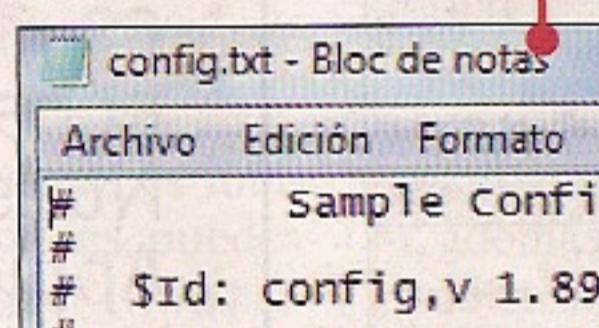 config.txt - Bloc de notas
Archivo Edición Formato
# Sample Confi
#
# $Id: config,v 1.89
#